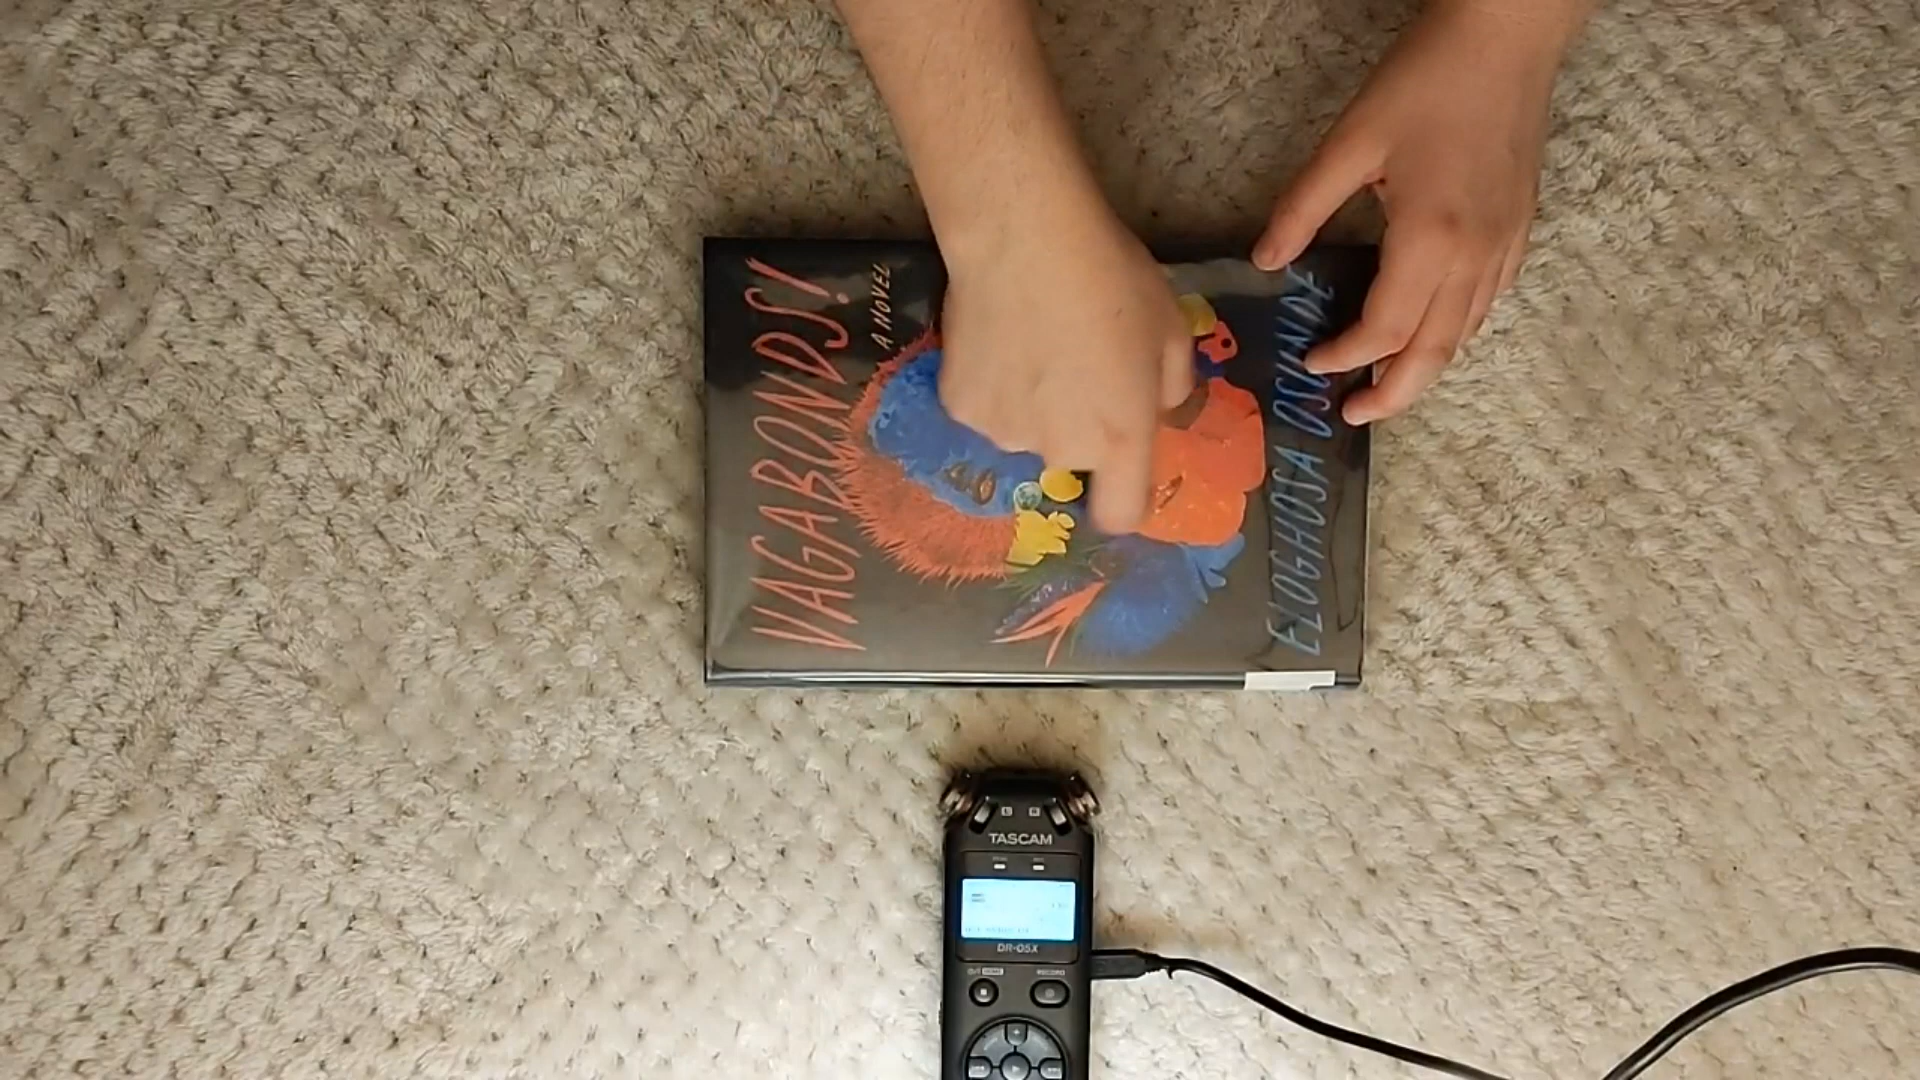 VAGABONDS!
A NOVEL
ELOGHOSA OSUNDE
L R
TASCAM
DR-05X
RECORD